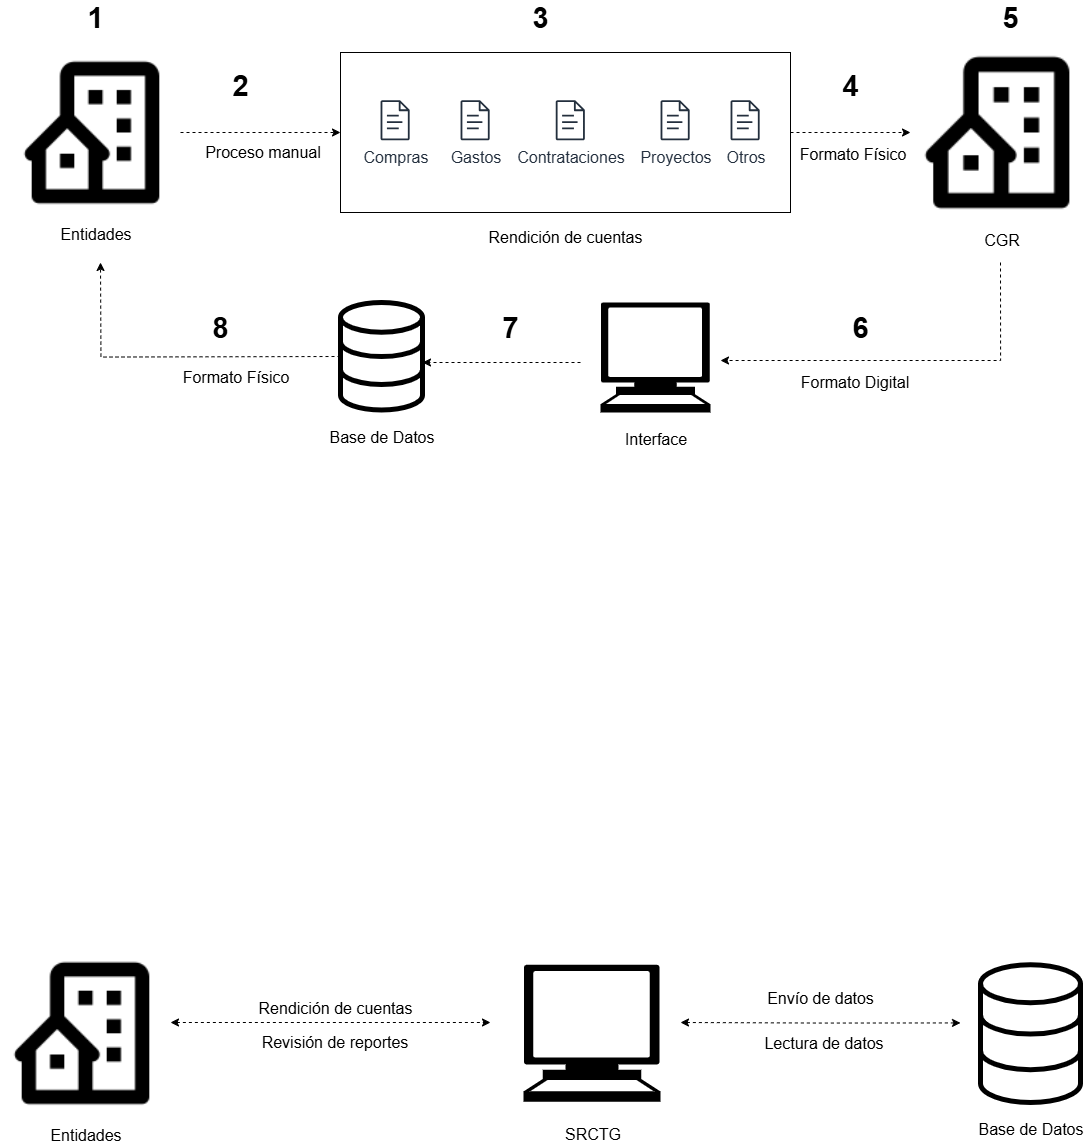 1
3
5
2
4
Compras
Gastos
Contrataciones
Proyectos
Otros
Proceso manual
Formato Físico
Entidades
Rendición de cuentas
CGR
8
7
6
Formato Físico
Formato Digital
Base de Datos
Interface
Rendición de cuentas
Revisión de reportes
Envío de datos
Lectura de datos
Entidades
SRCTG
Base de Datos